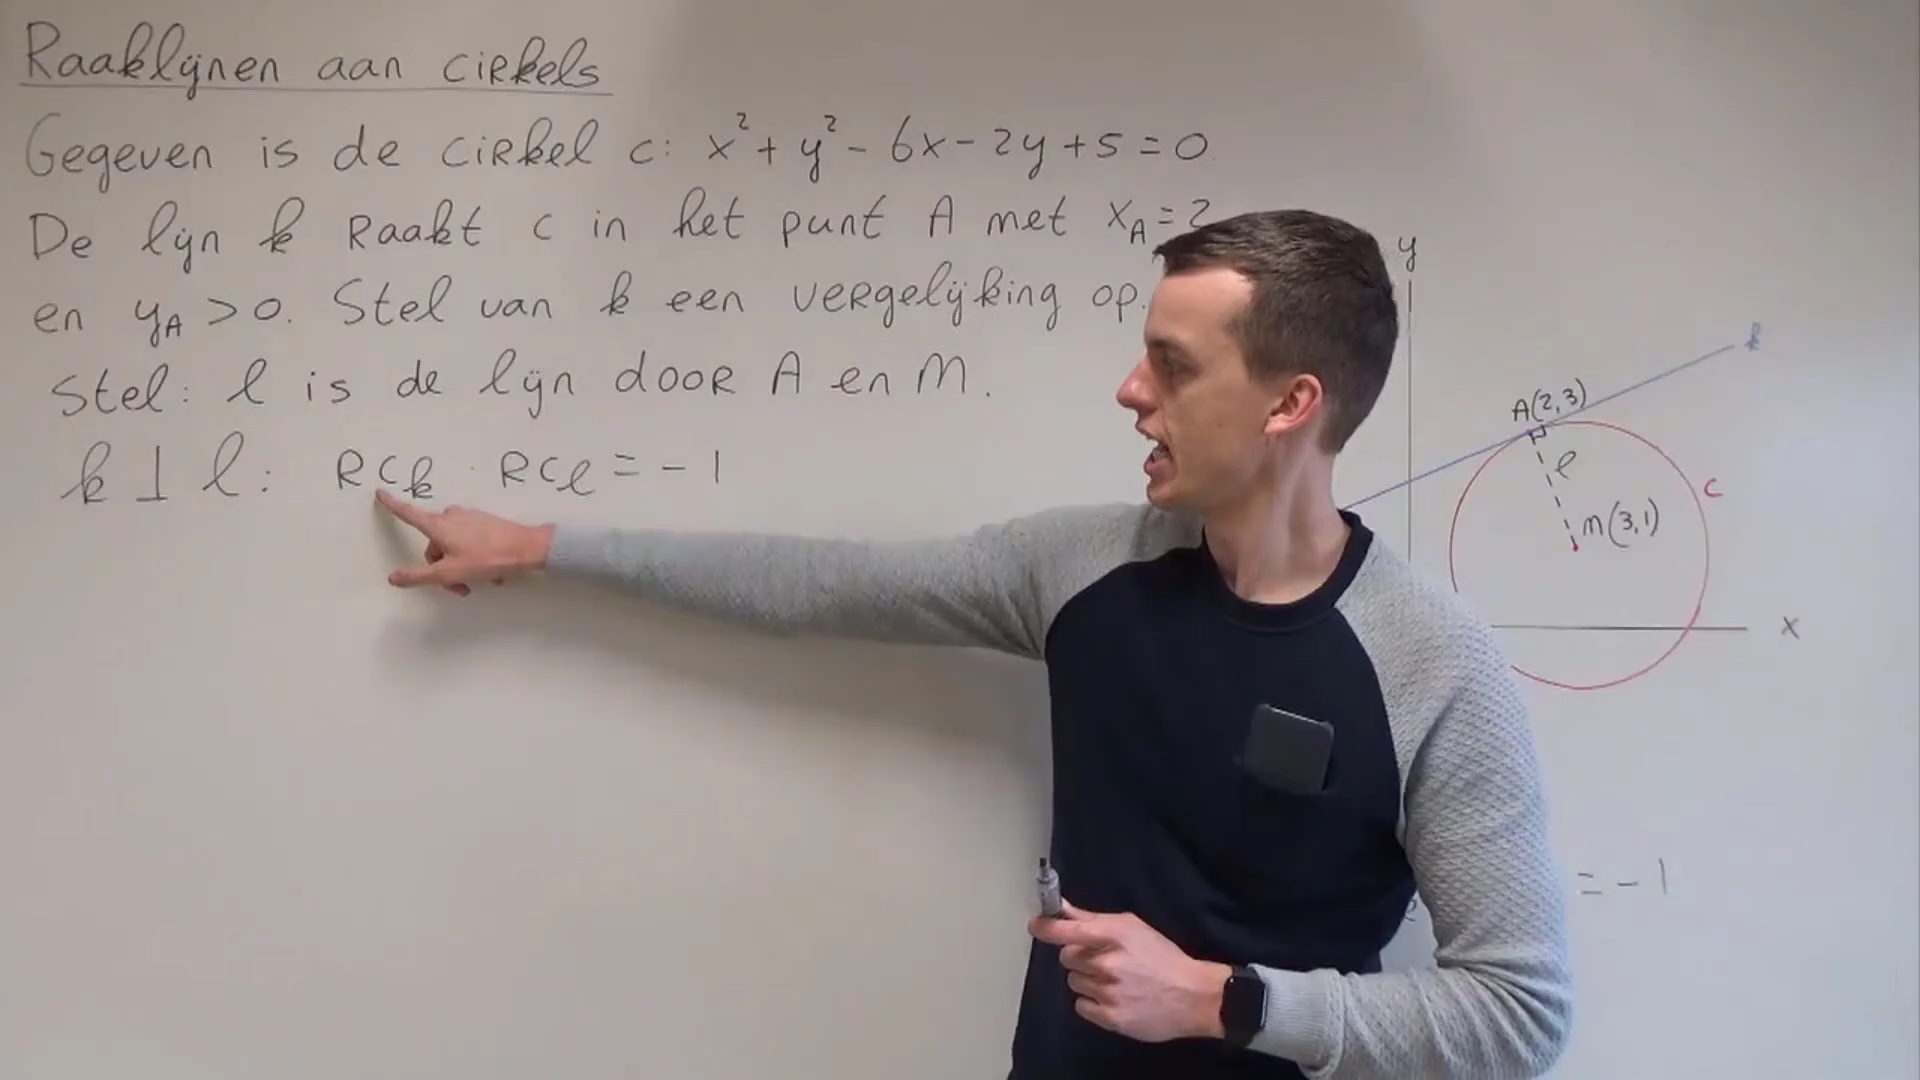 Raaklijnen aan cirkels
Gegeven is de cirkel c: x² + y² - 6x - 2y + 5 = 0.
De lijn k raakt c in het punt A met x_A = 2
en y_A > 0. Stel van k een vergelijking op.
Stel: l is de lijn door A en M.
k ⊥ l: RC_k · RC_l = -1
y
k
A(2,3)
l
c
M(3,1)
x
= -1